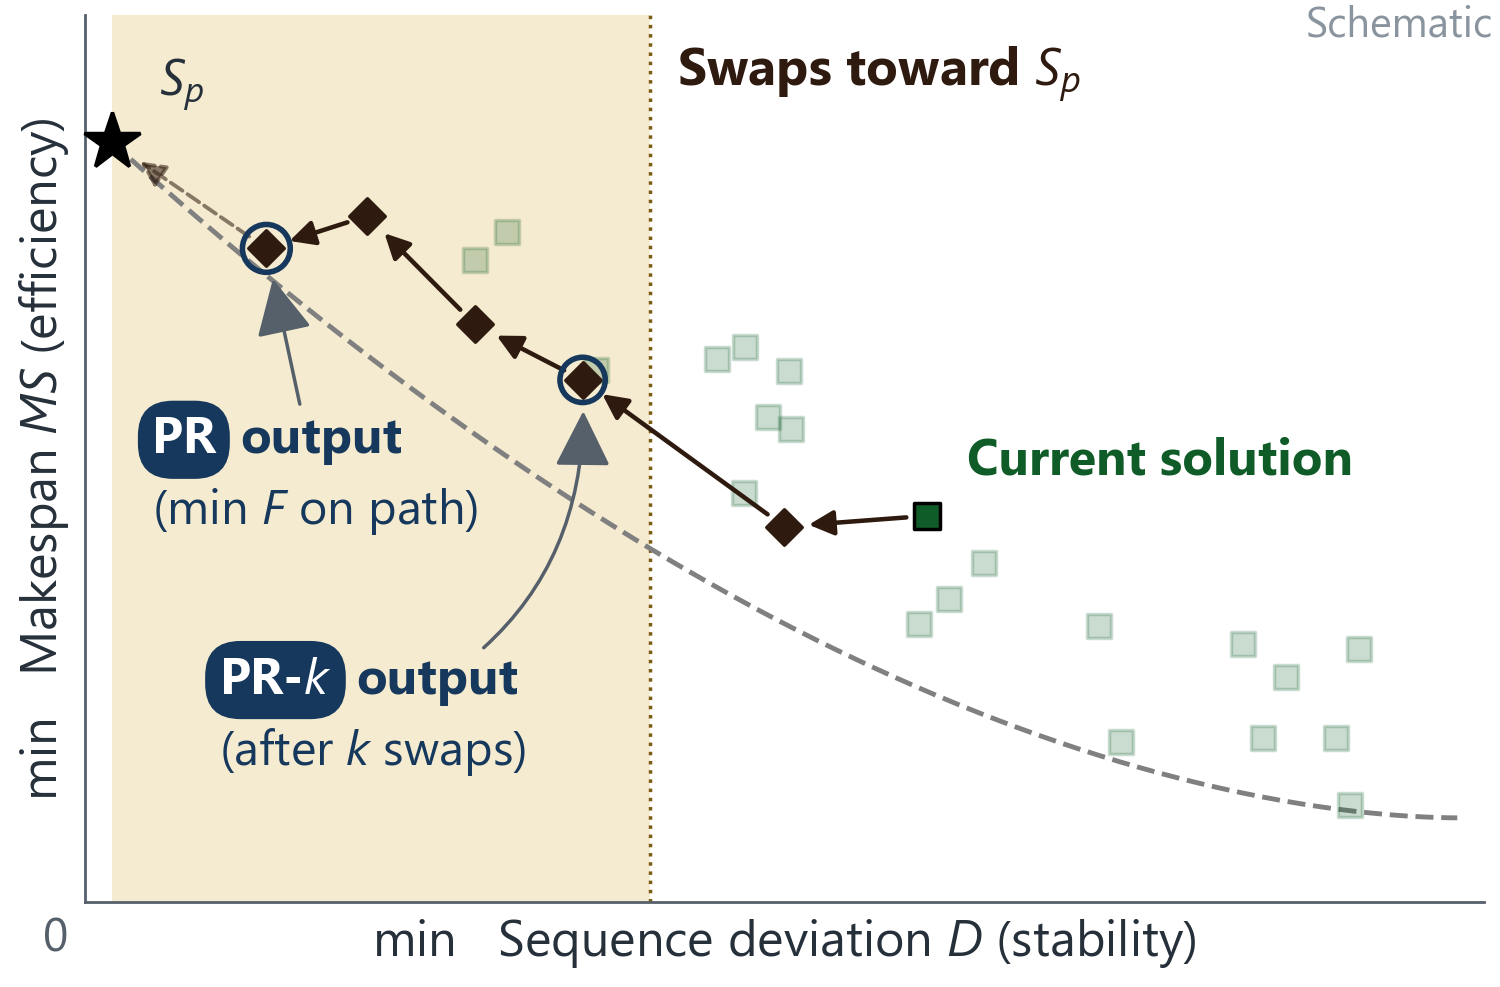 Schematic
S_p
Swaps toward S_p
PR output
(min F on path)
Current solution
PR-k output
(after k swaps)
min Makespan MS (efficiency)
0
min Sequence deviation D (stability)